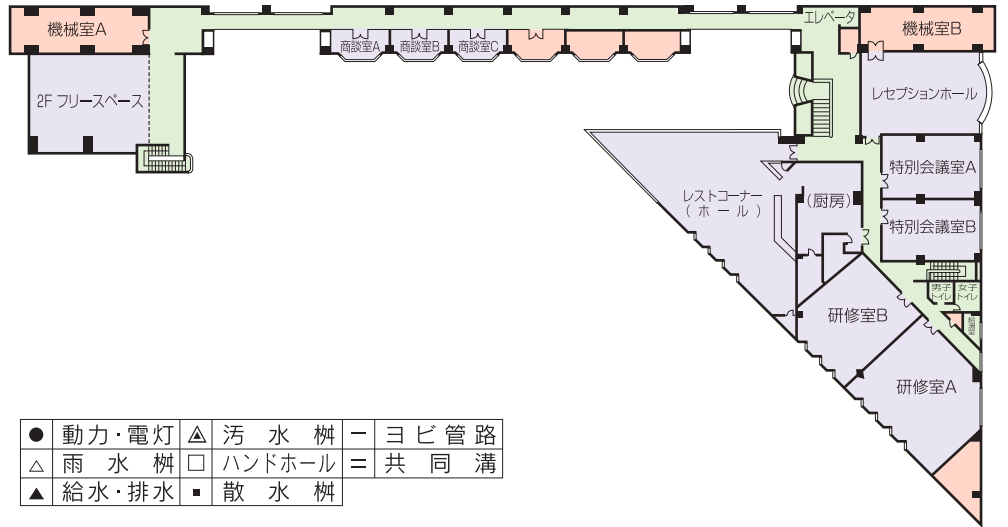 機械室A
エレベータ
機械室B
商談室A
商談室B
商談室C
2F フリースペース
レセプションホール
特別会議室A
レストコーナー
(ホール)
(厨房)
特別会議室B
男子
トイレ
女子
トイレ
研修室B
給湯室
研修室A
動力・電灯
汚水桝
ヨビ管路
雨水桝
ハンドホール
共同溝
給水・排水
散水桝